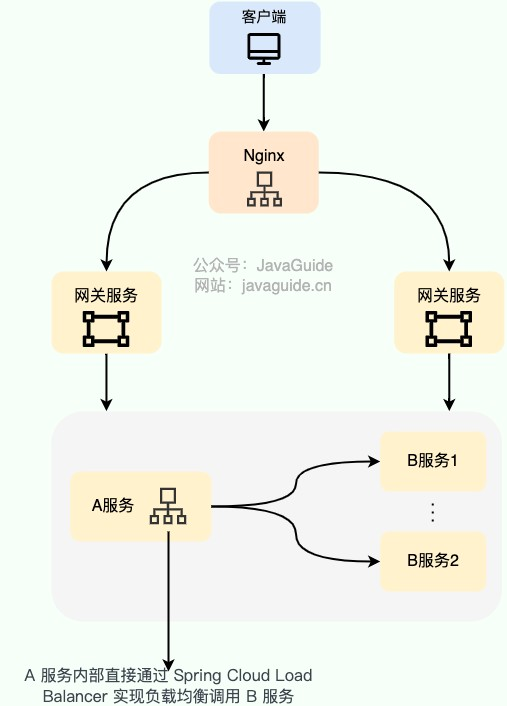 客户端
Nginx
公众号：JavaGuide
网站：javaguide.cn
网关服务
网关服务
A服务
B服务1
B服务2
A 服务内部直接通过 Spring Cloud Load
Balancer 实现负载均衡调用 B 服务